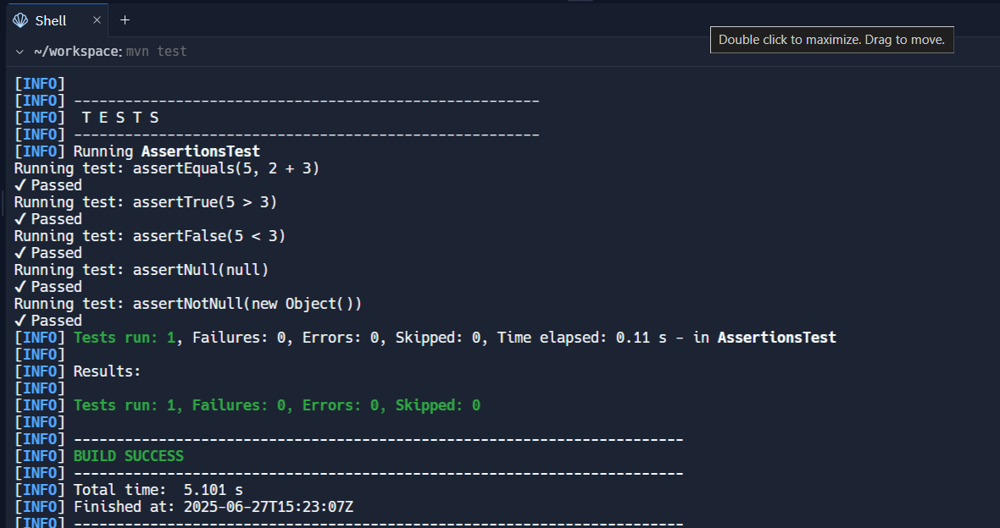 Shell × +
Double click to maximize. Drag to move.
~/workspace: mvn test
[INFO]
[INFO] -------------------------------------------------------
[INFO]  T E S T S
[INFO] -------------------------------------------------------
[INFO] Running AssertionsTest
Running test: assertEquals(5, 2 + 3)
✓ Passed
Running test: assertTrue(5 > 3)
✓ Passed
Running test: assertFalse(5 < 3)
✓ Passed
Running test: assertNull(null)
✓ Passed
Running test: assertNotNull(new Object())
✓ Passed
[INFO] Tests run: 1, Failures: 0, Errors: 0, Skipped: 0, Time elapsed: 0.11 s - in AssertionsTest
[INFO]
[INFO] Results:
[INFO]
[INFO] Tests run: 1, Failures: 0, Errors: 0, Skipped: 0
[INFO]
[INFO] ------------------------------------------------------------------------
[INFO] BUILD SUCCESS
[INFO] ------------------------------------------------------------------------
[INFO] Total time:  5.101 s
[INFO] Finished at: 2025-06-27T15:23:07Z
[INFO] ------------------------------------------------------------------------